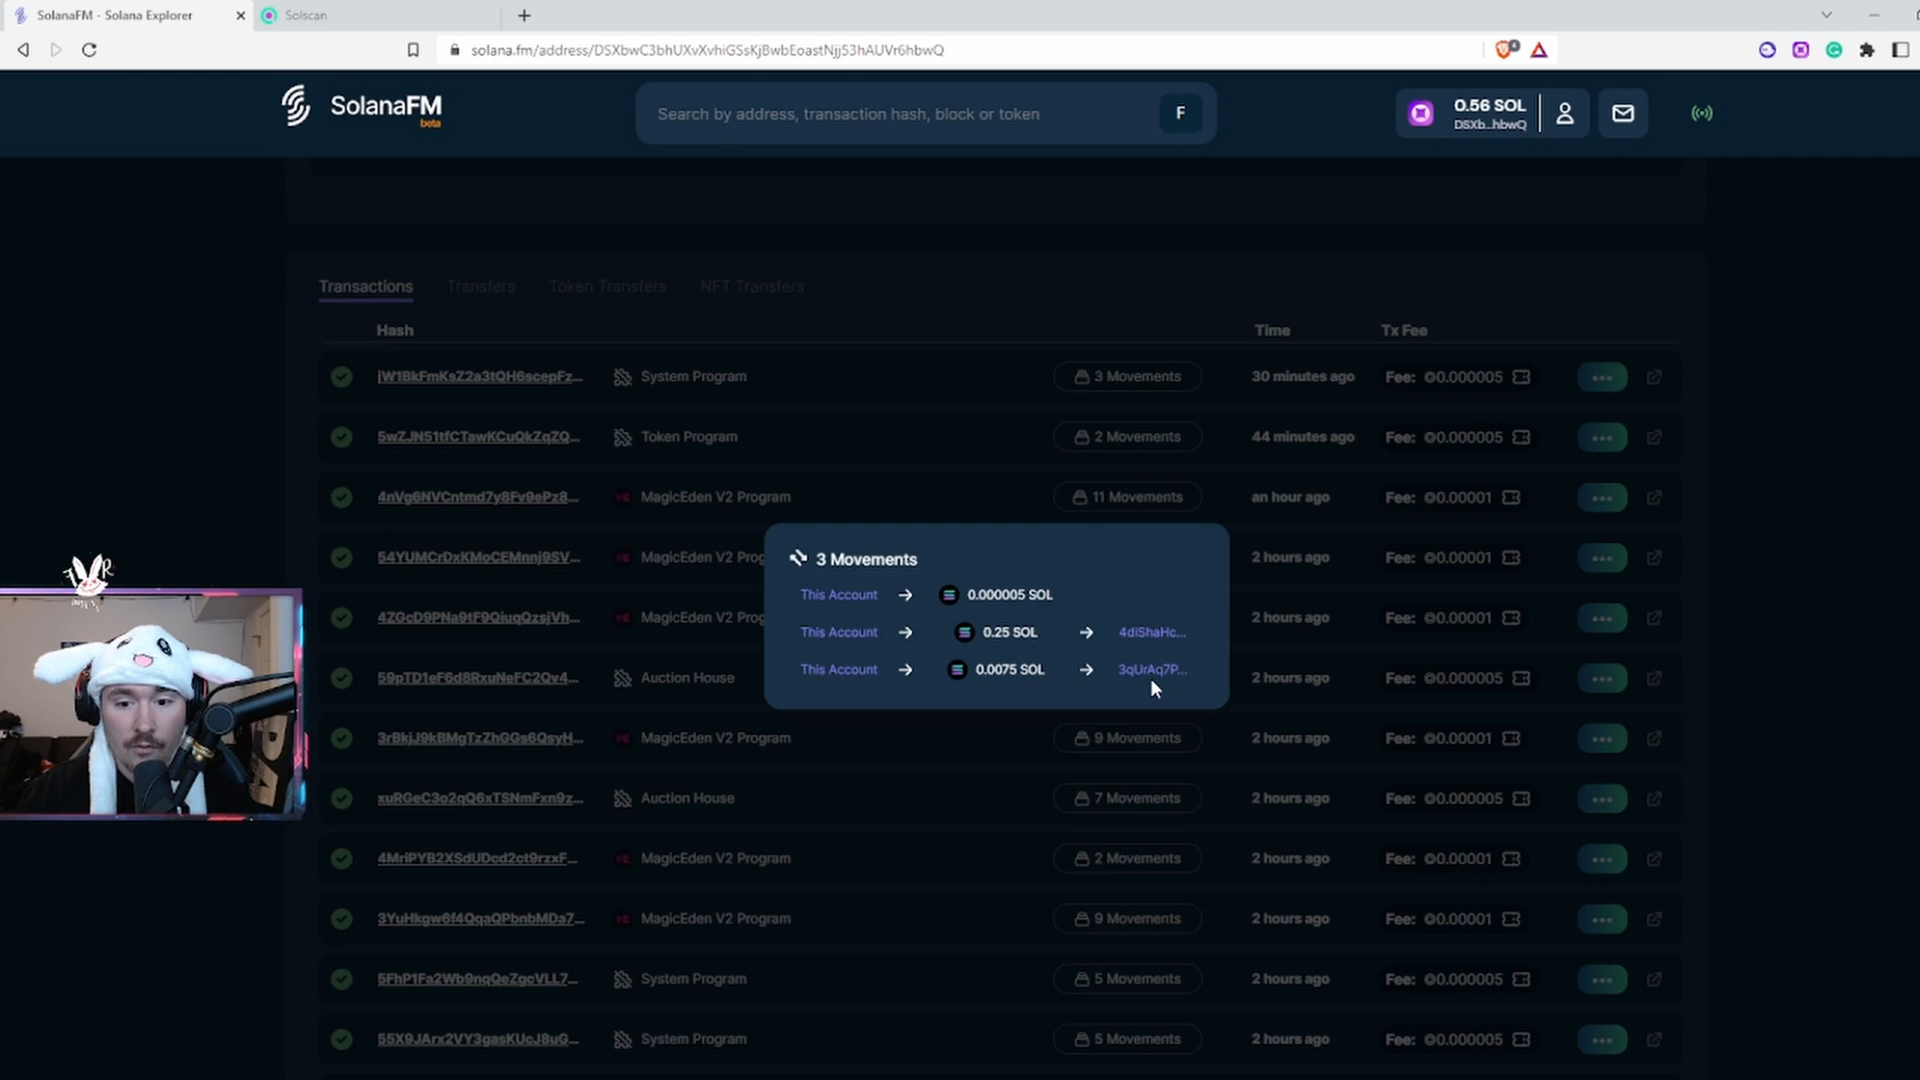 SolanaFM - Solana Explorer
Solscan
solana.fm/address/DSXbwC3bhUXvXvhiGSsKjBwbEoastNjj53hAUVr6hbwQ
SolanaFM
beta
Search by address, transaction hash, block or token
F
0.56 SOL
DSXb...hbwQ
Transactions Transfers Token Transfers NFT Transfers
Hash Time Tx Fee
jW1BkFmKsZ2a3tQH6scepFz... System Program 3 Movements 30 minutes ago Fee: 0.000005
5wZJN51tfCTawKCuQkZqZQ... Token Program 2 Movements 44 minutes ago Fee: 0.000005
4nVg6NVCntmd7y8Fv9ePz8... MagicEden V2 Program 11 Movements an hour ago Fee: 0.00001
54YUMCrDxKMoCEMnnj9SV... MagicEden V2 Prog 2 hours ago Fee: 0.00001
4ZGcD9PNa9tF9QiuqQzsjVh... MagicEden V2 Prog 2 hours ago Fee: 0.00001
59pTD1eF6d8RxuNeFC2Qv4... Auction House 2 hours ago Fee: 0.000005
3rBkjJ9kBMgTzZhGGs6QsyH... MagicEden V2 Program 9 Movements 2 hours ago Fee: 0.00001
xuRGeC3o2qQ6xTSNmFxn9z... Auction House 7 Movements 2 hours ago Fee: 0.000005
4MriPYB2XSdUDcd2ct9rzxF... MagicEden V2 Program 2 Movements 2 hours ago Fee: 0.00001
3YuHkgw6f4QqaQPbnbMDa7... MagicEden V2 Program 9 Movements 2 hours ago Fee: 0.00001
5FhP1Fa2Wb9nqQeZgcVLL7... System Program 5 Movements 2 hours ago Fee: 0.000005
55X9JArx2VY3gasKUcJ8uG... System Program 5 Movements 2 hours ago Fee: 0.000005
3 Movements
This Account → 0.000005 SOL
This Account → 0.25 SOL → 4diShaHc...
This Account → 0.0075 SOL → 3qUrAq7P...